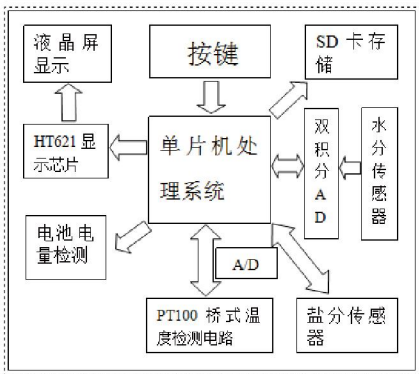 液晶屏
显示
按键
SD 卡存
储
HT621 显
示芯片
单片机处
理系统
双
积
分
A
D
水
分
传
感
器
电池电
量检测
A/D
PT100 桥式温
度检测电路
盐分传感
器